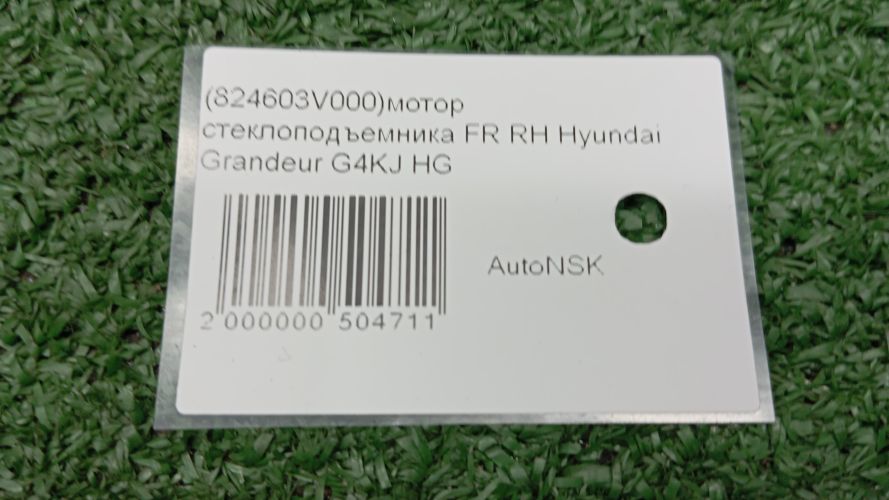 (824603V000)мотор
стеклоподъемника FR RH Hyundai
Grandeur G4KJ HG
AutoNSK
2 000000 504711